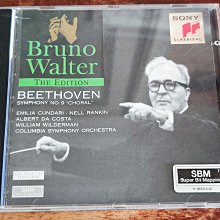 SONY
CLASSICAL
Bruno
Walter
THE EDITION
BEETHOVEN
SYMPHONY NO. 9 "CHORAL"
EMILIA CUNDARI · NELL RANKIN
ALBERT DA COSTA
WILLIAM WILDERMAN
COLUMBIA SYMPHONY ORCHESTRA
SBM
Super Bit Mapping
SBM